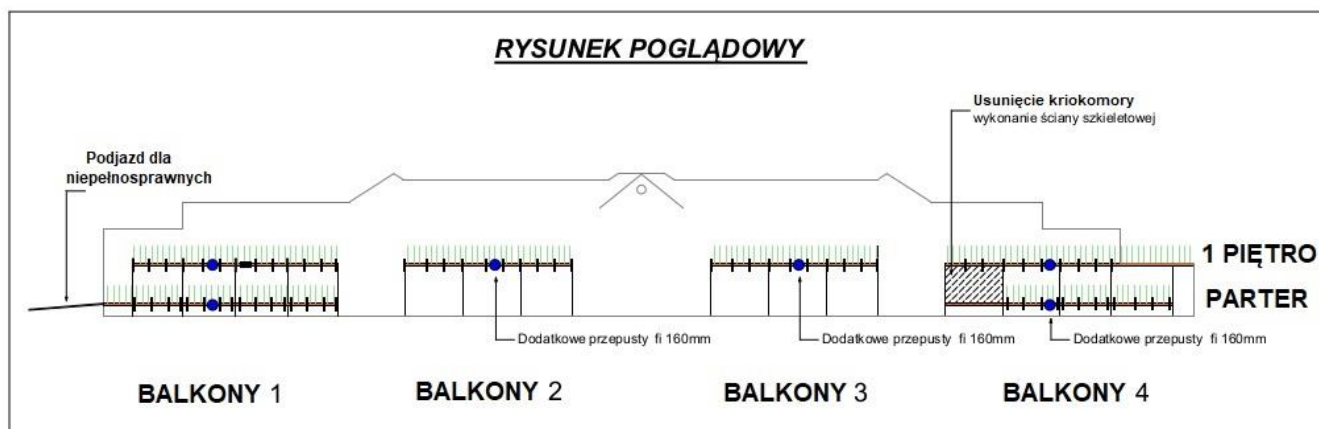 RYSUNEK POGLĄDOWY
Usunięcie kriokomory
wykonanie ściany szkieletowej
Podjazd dla
niepełnosprawnych
1 PIĘTRO
PARTER
Dodatkowe przepusty fi 160mm
Dodatkowe przepusty fi 160mm
Dodatkowe przepusty fi 160mm
BALKONY 1
BALKONY 2
BALKONY 3
BALKONY 4